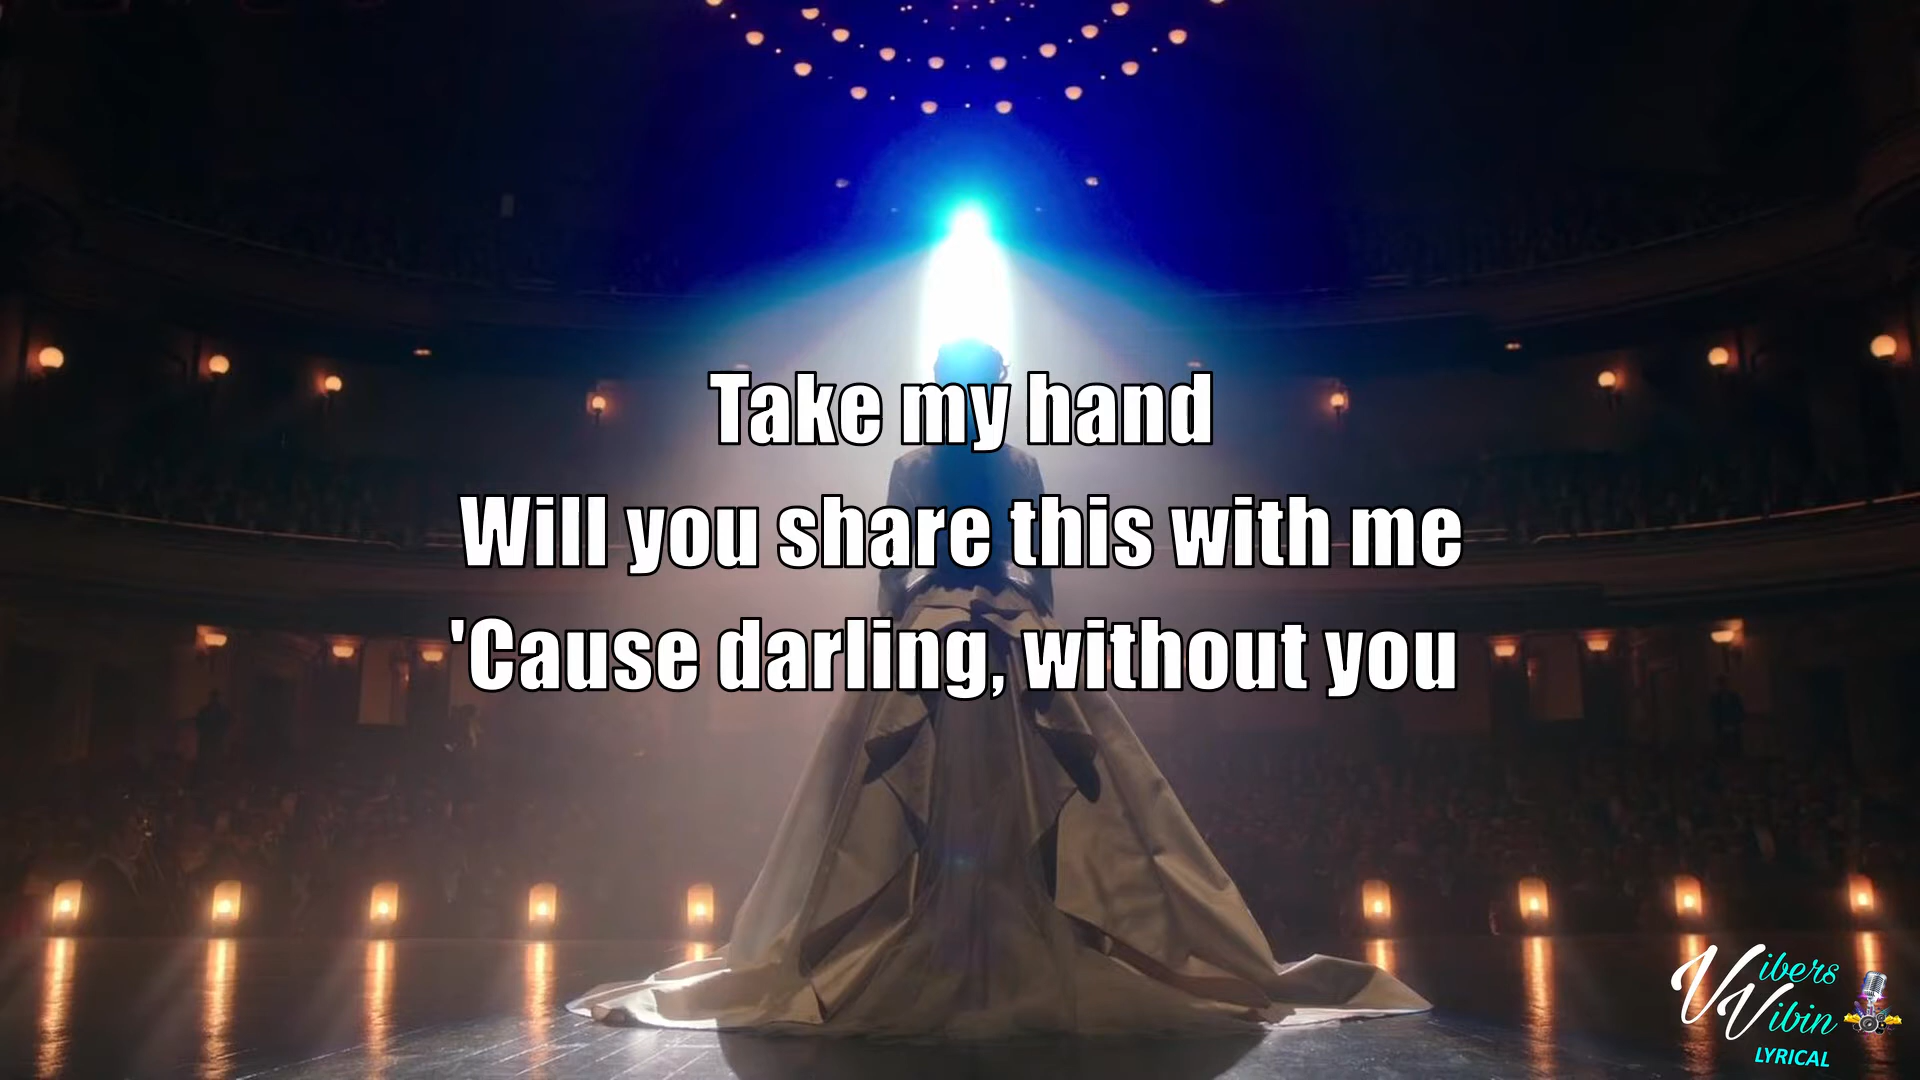 Take my hand
Will you share this with me
'Cause darling, without you
Vibers
Vibin
LYRICAL